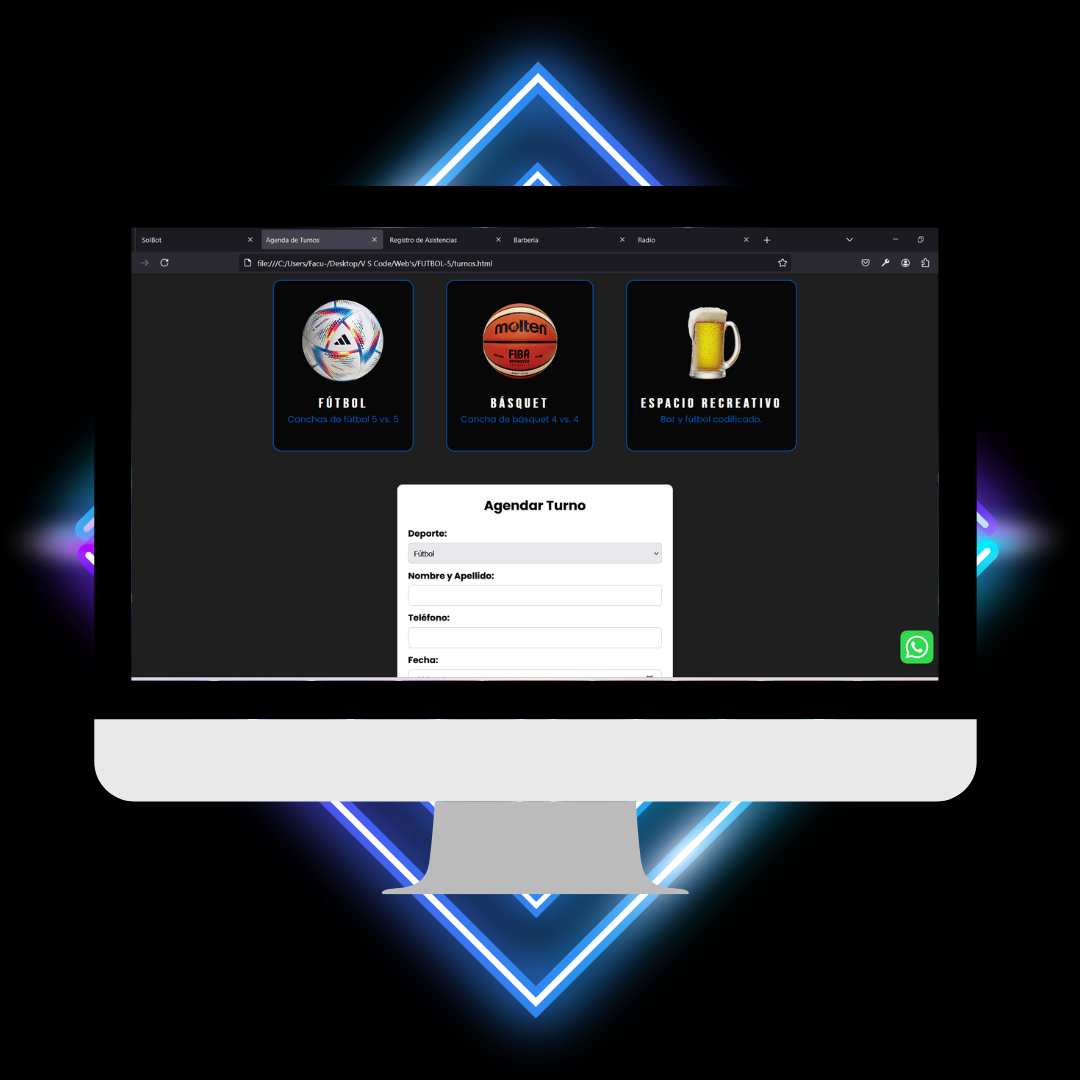 SolBot
Agenda de Turnos
Registro de Asistencias
Barberia
Radio
file:///C:/Users/Facu-/Desktop/V S Code/Web's/FUTBOL-5/turnos.html
molten
FIBA
APPROVED
FÚTBOL
BÁSQUET
ESPACIO RECREATIVO
Canchas de fútbol 5 vs. 5
Cancha de básquet 4 vs. 4
Bar y fútbol codificado.
Agendar Turno
Deporte:
Fútbol
Nombre y Apellido:
Teléfono:
Fecha: